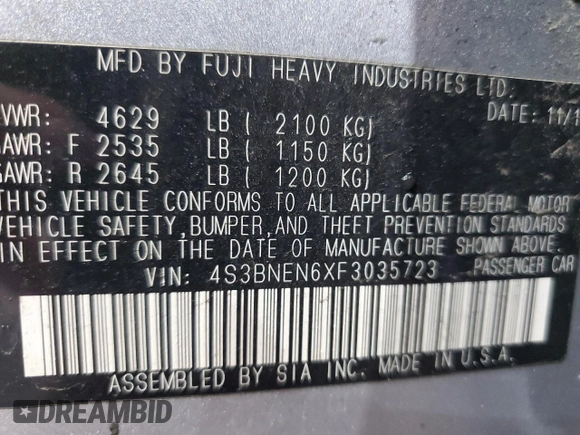 MFD. BY FUJI HEAVY INDUSTRIES LTD.
DATE: 11/1
VWR: 4629 LB ( 2100 KG)
AWR: F 2535 LB ( 1150 KG)
GAWR: R 2645 LB ( 1200 KG)
THIS VEHICLE CONFORMS TO ALL APPLICABLE FEDERAL MOTOR
VEHICLE SAFETY, BUMPER, AND THEFT PREVENTION STANDARDS
IN EFFECT ON THE DATE OF MANUFACTURE SHOWN ABOVE.
VIN: 4S3BNEN6XF3035723 PASSENGER CAR
ASSEMBLED BY SIA INC. MADE IN U.S.A.
DREAMBID